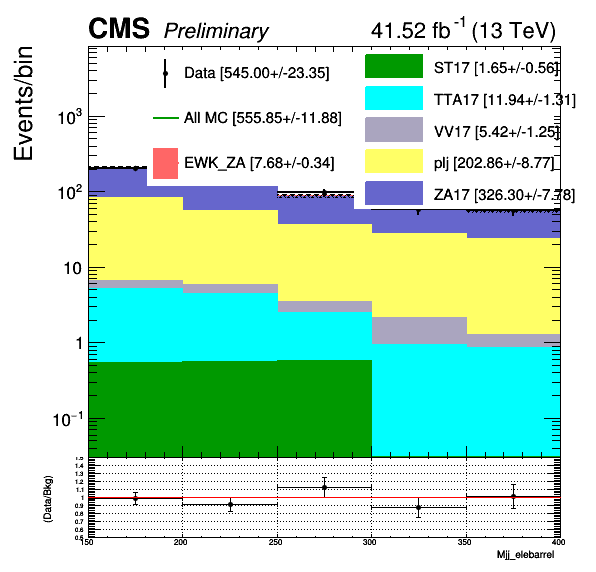 CMS Preliminary 41.52 fb⁻¹ (13 TeV)
Events/bin
Data [545.00+/-23.35]
All MC [555.85+/-11.88]
EWK_ZA [7.68+/-0.34]
ST17 [1.65+/-0.56]
TTA17 [11.94+/-1.31]
VV17 [5.42+/-1.25]
plj [202.86+/-8.77]
ZA17 [326.30+/-7.78]
10³
10²
10
1
10⁻¹
(Data/Bkg)
1.5
1.4
1.3
1.2
1.1
1
0.9
0.8
0.7
0.6
0.5
150 200 250 300 350 400
Mjj_elebarrel